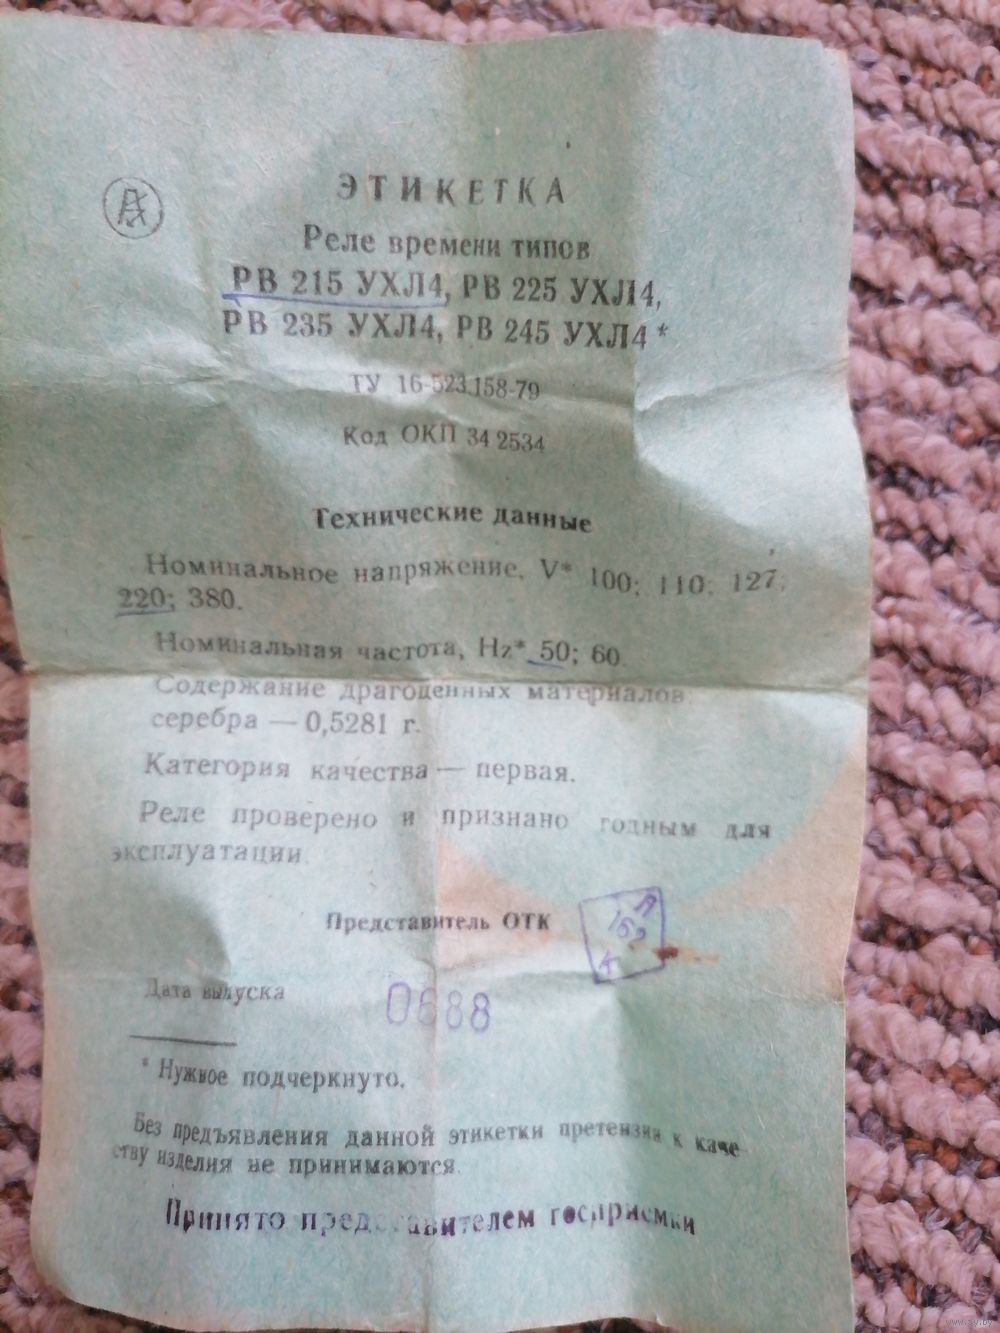 ЭТИКЕТКА
Реле времени типов
РВ 215 УХЛ4, РВ 225 УХЛ4,
РВ 235 УХЛ4, РВ 245 УХЛ4*
ТУ 16-523.158-79
Код ОКП 34 2534
Технические данные
Номинальное напряжение, V* 100; 110; 127;
220; 380.
Номинальная частота, Hz* 50; 60.
Содержание драгоценных материалов:
серебра — 0,5281 г.
Категория качества — первая.
Реле проверено и признано годным для
эксплуатации.
Представитель ОТК
Дата выпуска 0688
* Нужное подчеркнуто.
Без предъявления данной этикетки претензии к каче-
ству изделия не принимаются.
Принято представителем госприемки